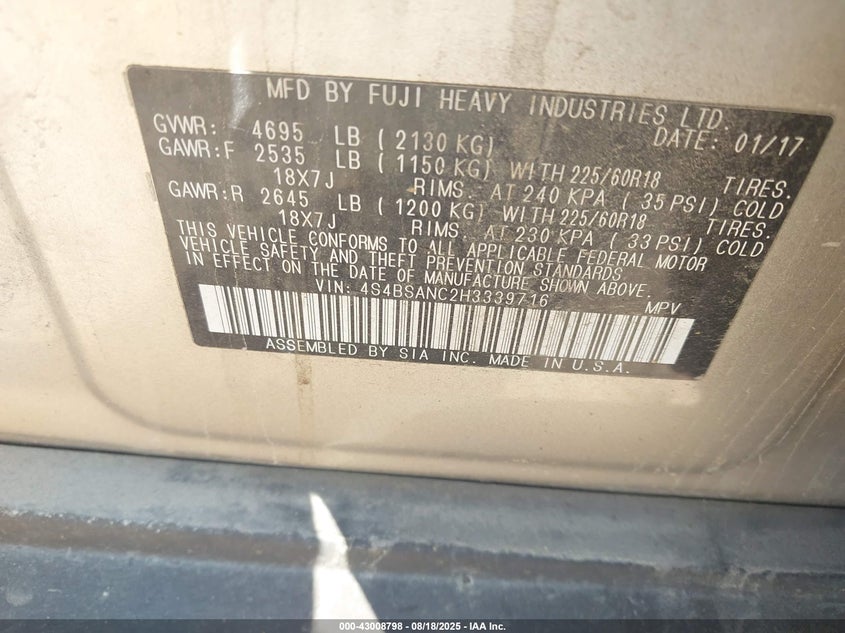 MFD BY FUJI HEAVY INDUSTRIES LTD.
GVWR: 4695 LB ( 2130 KG) DATE: 01/17
GAWR:F 2535 LB ( 1150 KG) WITH 225/60R18 TIRES.
18X7J RIMS. AT 240 KPA ( 35 PSI) COLD
GAWR:R 2645 LB ( 1200 KG) WITH 225/60R18 TIRES.
18X7J RIMS. AT 230 KPA ( 33 PSI) COLD
THIS VEHICLE CONFORMS TO ALL APPLICABLE FEDERAL MOTOR
VEHICLE SAFETY AND THEFT PREVENTION STANDARDS
IN EFFECT ON THE DATE OF MANUFACTURE SHOWN ABOVE.
VIN: 4S4BSANC2H3339716 MPV
ASSEMBLED BY SIA INC. MADE IN U.S.A.
000-43008798 - 08/18/2025 - IAA Inc.